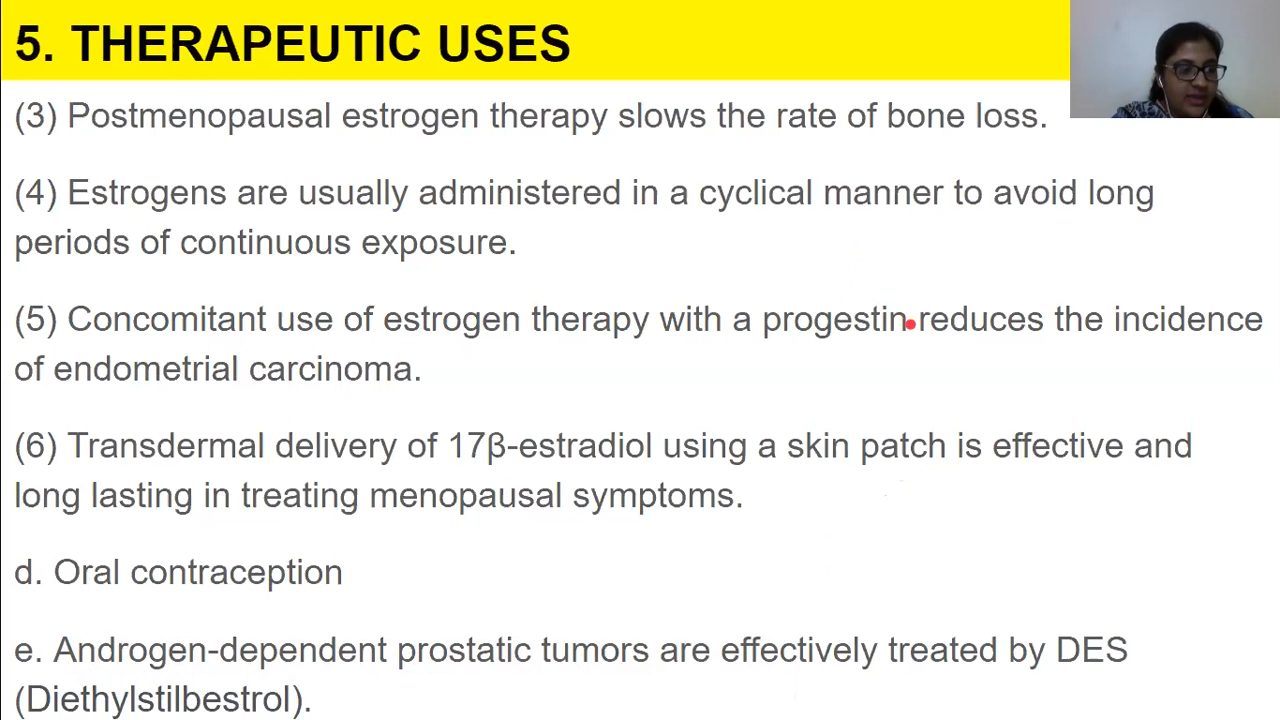 5. THERAPEUTIC USES
(3) Postmenopausal estrogen therapy slows the rate of bone loss.
(4) Estrogens are usually administered in a cyclical manner to avoid long
periods of continuous exposure.
(5) Concomitant use of estrogen therapy with a progestin reduces the incidence
of endometrial carcinoma.
(6) Transdermal delivery of 17β-estradiol using a skin patch is effective and
long lasting in treating menopausal symptoms.
d. Oral contraception
e. Androgen-dependent prostatic tumors are effectively treated by DES
(Diethylstilbestrol).